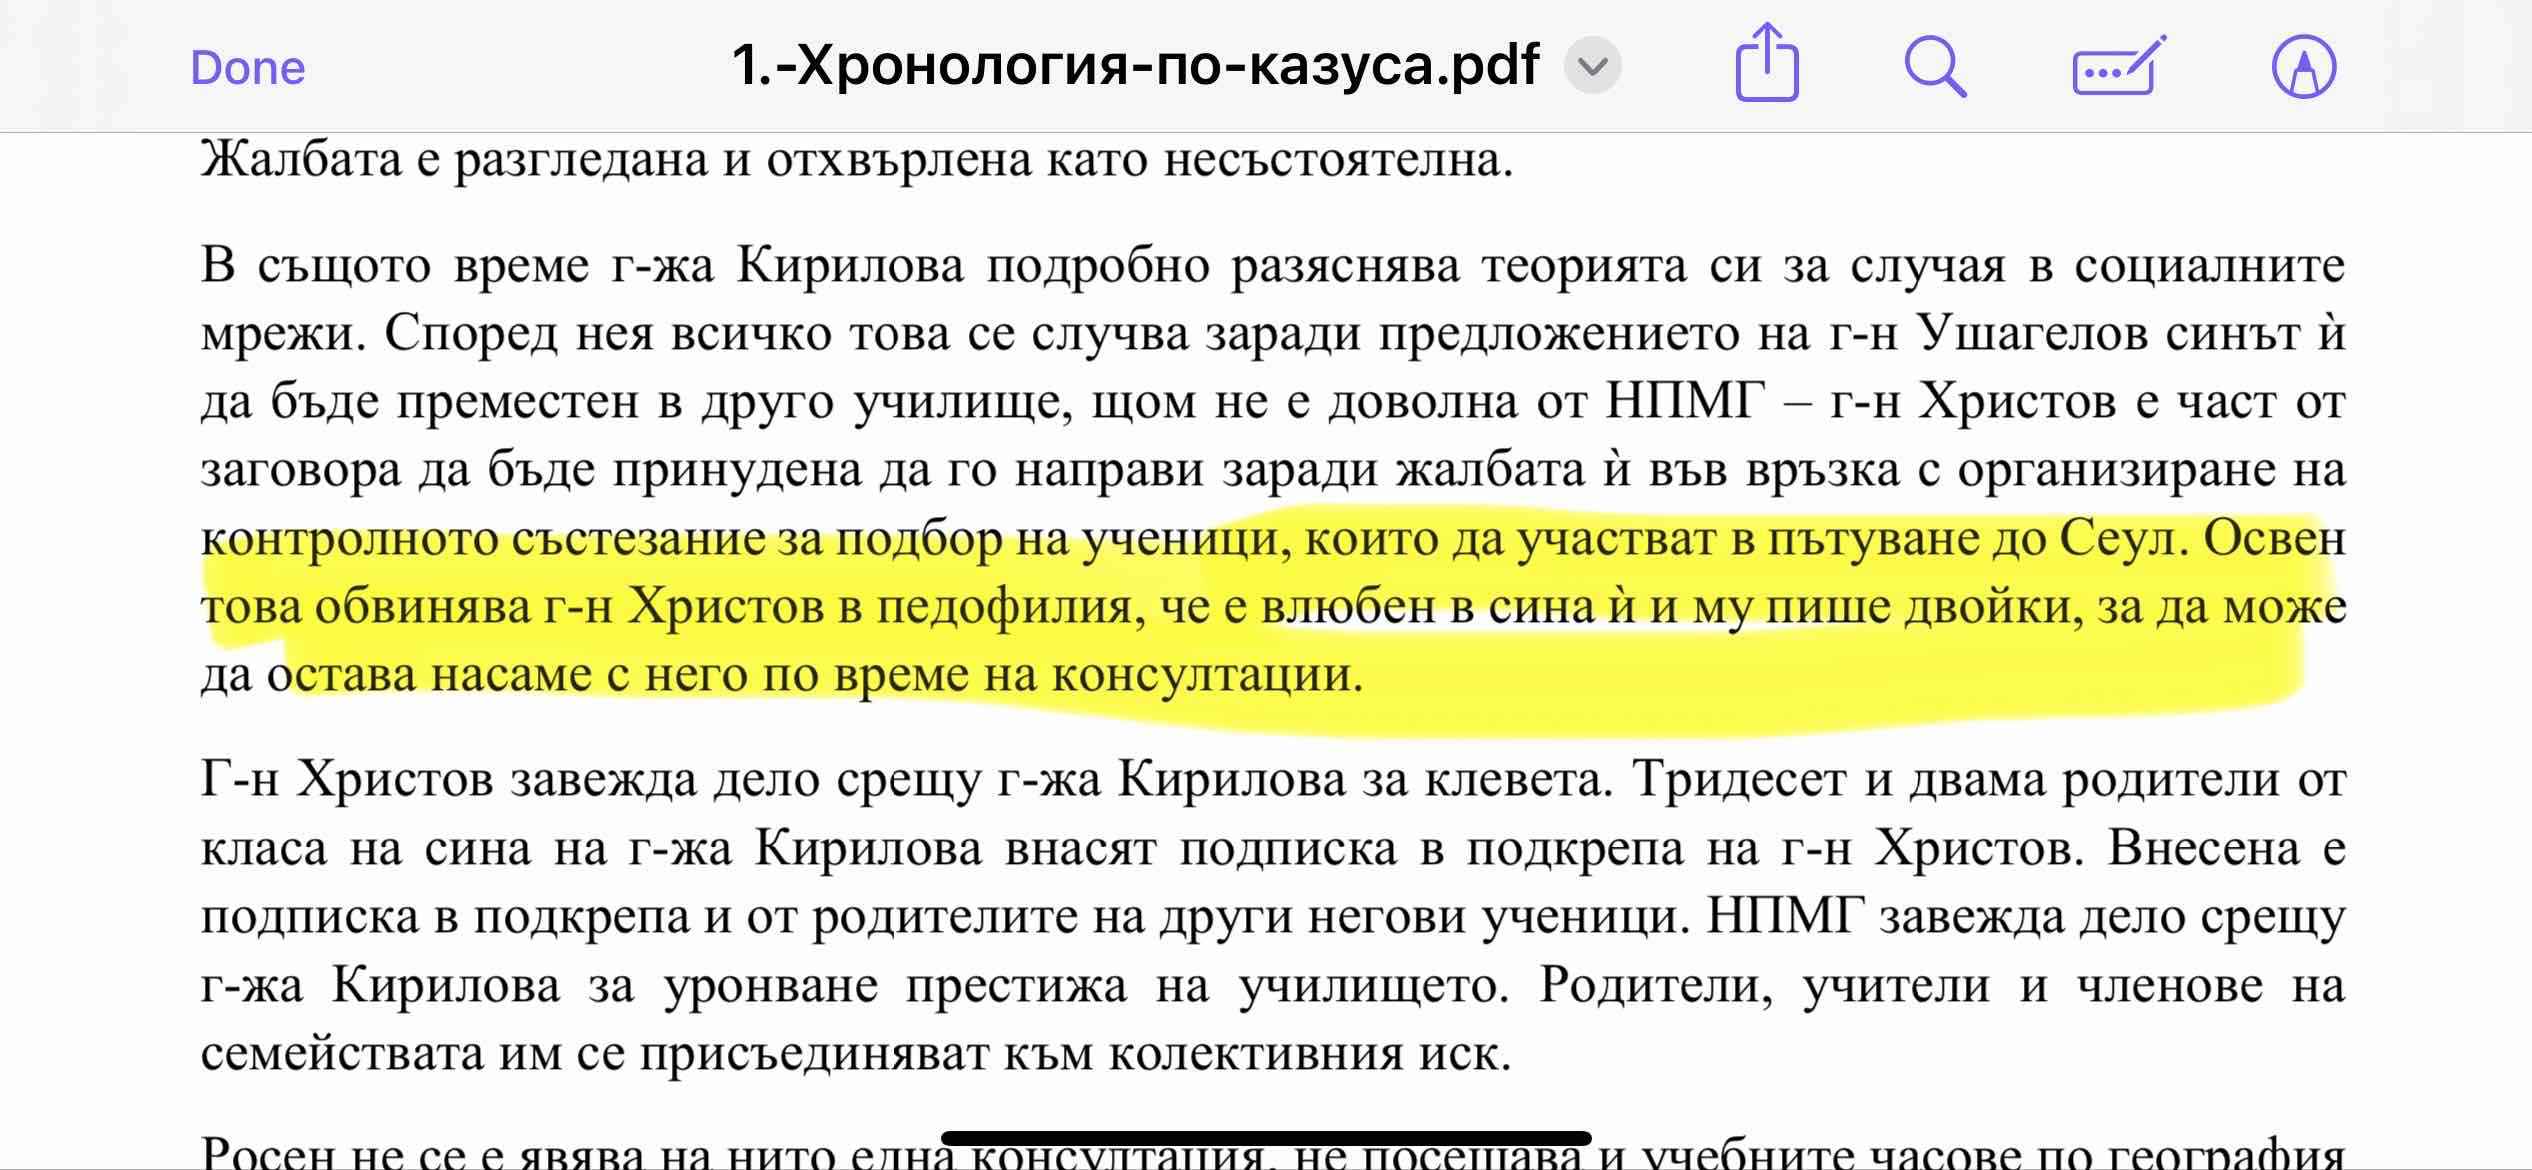 Done
1.-Хронология-по-казуса.pdf
Жалбата е разгледана и отхвърлена като несъстоятелна.
В същото време г-жа Кирилова подробно разяснява теорията си за случая в социалните
мрежи. Според нея всичко това се случва заради предложението на г-н Ушагелов синът ѝ
да бъде преместен в друго училище, щом не е доволна от НПМГ – г-н Христов е част от
заговора да бъде принудена да го направи заради жалбата ѝ във връзка с организиране на
контролното състезание за подбор на ученици, които да участват в пътуване до Сеул. Освен
това обвинява г-н Христов в педофилия, че е влюбен в сина ѝ и му пише двойки, за да може
да остава насаме с него по време на консултации.
Г-н Христов завежда дело срещу г-жа Кирилова за клевета. Тридесет и двама родители от
класа на сина на г-жа Кирилова внасят подписка в подкрепа на г-н Христов. Внесена е
подписка в подкрепа и от родителите на други негови ученици. НПМГ завежда дело срещу
г-жа Кирилова за уронване престижа на училището. Родители, учители и членове на
семействата им се присъединяват към колективния иск.
Росен не се е явява на нито една консултация, не посещава и учебните часове по география